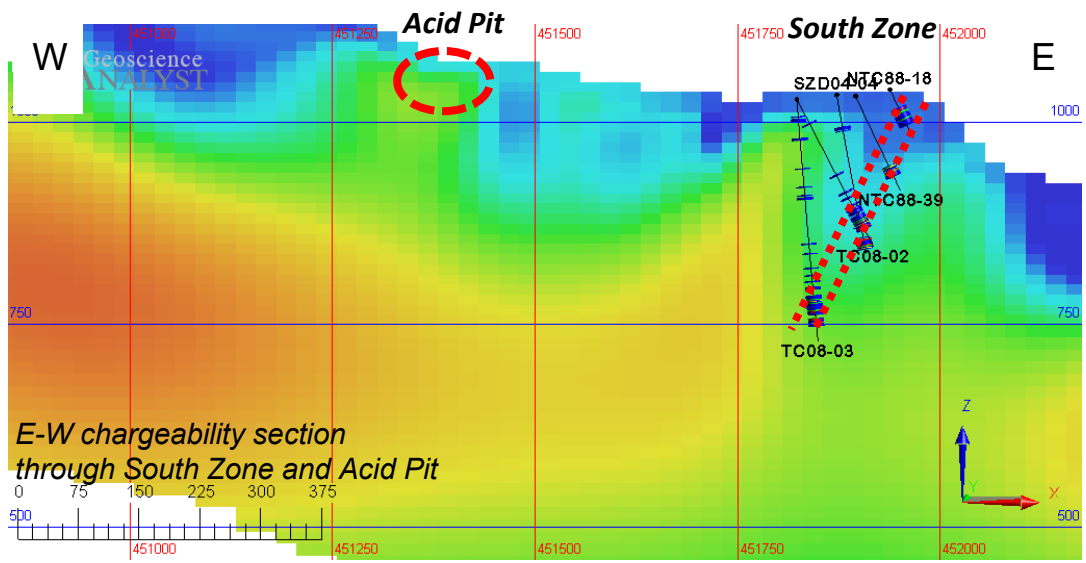 Acid Pit
South Zone
W
E
451000
451250
451500
451750
452000
Geoscience
ANALYST
SZD04-04
NTC88-18
1000
1000
NTC88-39
TC08-02
750
750
TC08-03
E-W chargeability section
through South Zone and Acid Pit
0 75 150 225 300 375
Z
Y
X
500
500
451000
451250
451500
451750
452000